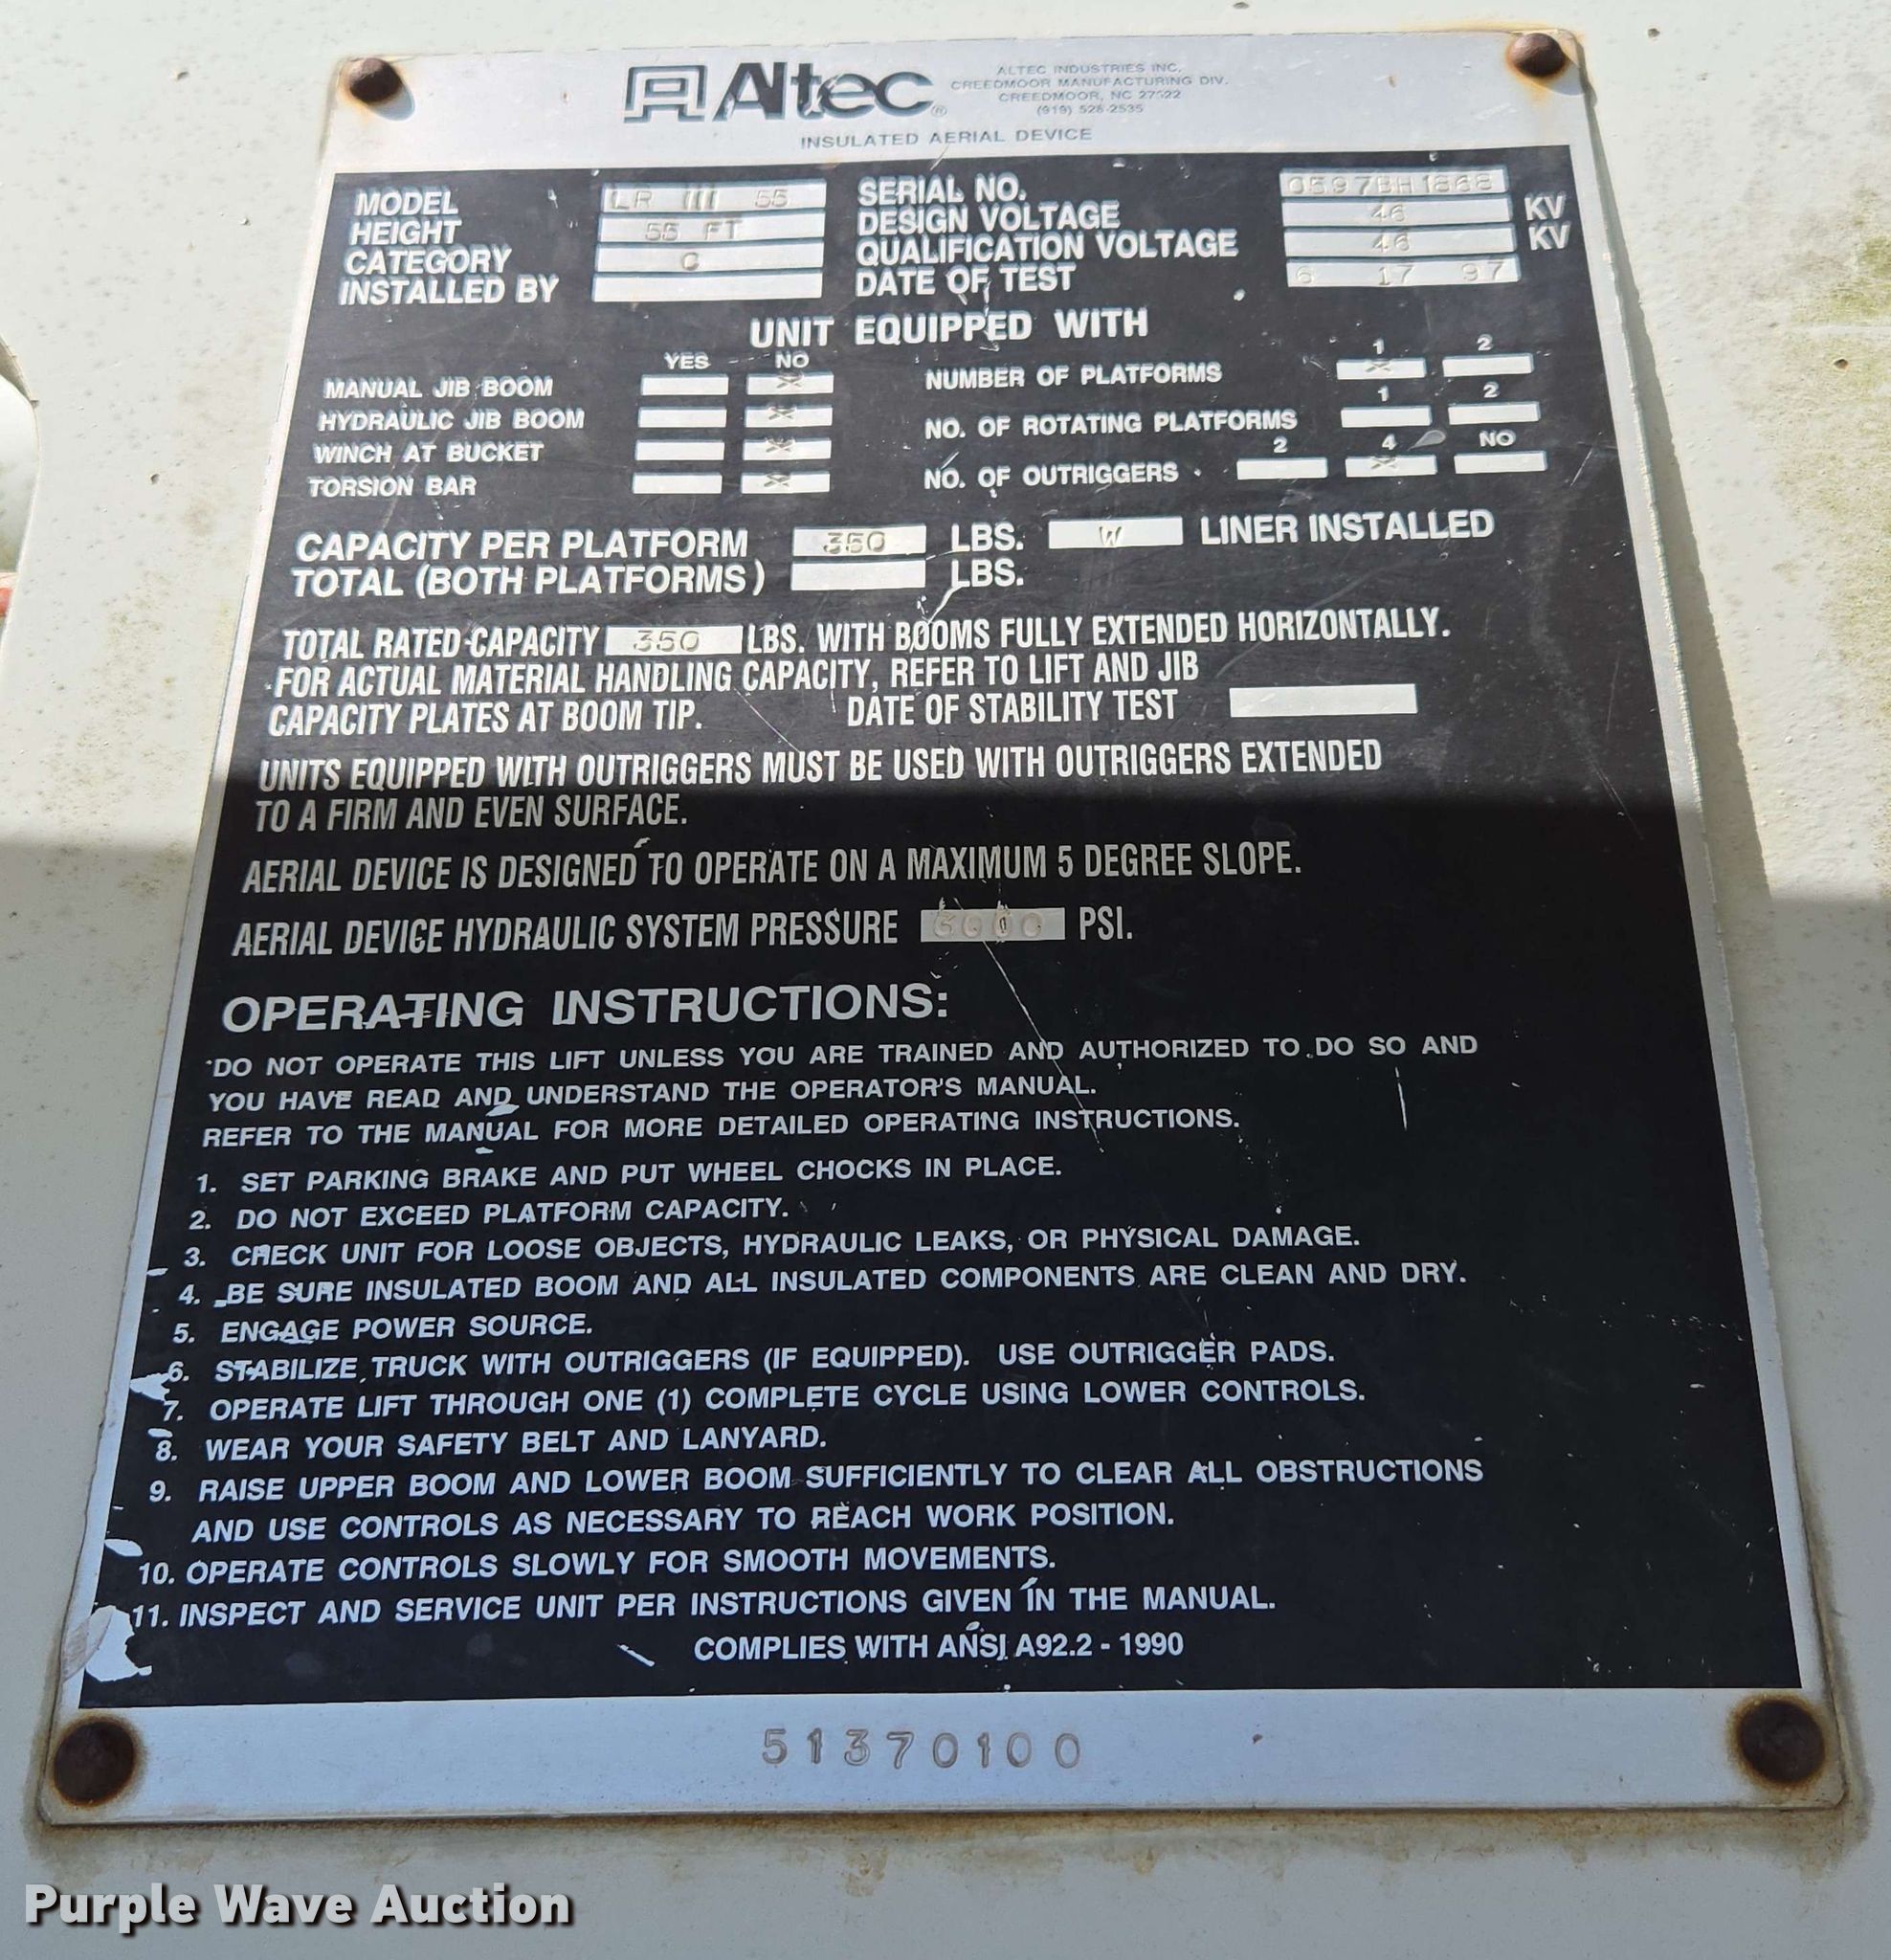 Altec ®
ALTEC INDUSTRIES INC.
CREEDMOOR MANUFACTURING DIV.
CREEDMOOR, NC 27522
(919) 528-2535
INSULATED AERIAL DEVICE
MODEL LR III 55
HEIGHT 55 FT
CATEGORY C
INSTALLED BY
SERIAL NO. 0597BH1868
DESIGN VOLTAGE 46 KV
QUALIFICATION VOLTAGE 46 KV
DATE OF TEST 6 17 97
UNIT EQUIPPED WITH
YES NO
MANUAL JIB BOOM X
HYDRAULIC JIB BOOM X
WINCH AT BUCKET X
TORSION BAR X
1 2
NUMBER OF PLATFORMS X
1 2
NO. OF ROTATING PLATFORMS
2 4 NO
NO. OF OUTRIGGERS X
CAPACITY PER PLATFORM 350 LBS. W LINER INSTALLED
TOTAL (BOTH PLATFORMS) LBS.
TOTAL RATED CAPACITY 350 LBS. WITH BOOMS FULLY EXTENDED HORIZONTALLY.
FOR ACTUAL MATERIAL HANDLING CAPACITY, REFER TO LIFT AND JIB
CAPACITY PLATES AT BOOM TIP. DATE OF STABILITY TEST
UNITS EQUIPPED WITH OUTRIGGERS MUST BE USED WITH OUTRIGGERS EXTENDED
TO A FIRM AND EVEN SURFACE.
AERIAL DEVICE IS DESIGNED TO OPERATE ON A MAXIMUM 5 DEGREE SLOPE.
AERIAL DEVICE HYDRAULIC SYSTEM PRESSURE PSI.
OPERATING INSTRUCTIONS:
DO NOT OPERATE THIS LIFT UNLESS YOU ARE TRAINED AND AUTHORIZED TO DO SO AND
YOU HAVE READ AND UNDERSTAND THE OPERATOR'S MANUAL.
REFER TO THE MANUAL FOR MORE DETAILED OPERATING INSTRUCTIONS.
1. SET PARKING BRAKE AND PUT WHEEL CHOCKS IN PLACE.
2. DO NOT EXCEED PLATFORM CAPACITY.
3. CHECK UNIT FOR LOOSE OBJECTS, HYDRAULIC LEAKS, OR PHYSICAL DAMAGE.
4. BE SURE INSULATED BOOM AND ALL INSULATED COMPONENTS ARE CLEAN AND DRY.
5. ENGAGE POWER SOURCE.
6. STABILIZE TRUCK WITH OUTRIGGERS (IF EQUIPPED). USE OUTRIGGER PADS.
7. OPERATE LIFT THROUGH ONE (1) COMPLETE CYCLE USING LOWER CONTROLS.
8. WEAR YOUR SAFETY BELT AND LANYARD.
9. RAISE UPPER BOOM AND LOWER BOOM SUFFICIENTLY TO CLEAR ALL OBSTRUCTIONS
AND USE CONTROLS AS NECESSARY TO REACH WORK POSITION.
10. OPERATE CONTROLS SLOWLY FOR SMOOTH MOVEMENTS.
11. INSPECT AND SERVICE UNIT PER INSTRUCTIONS GIVEN IN THE MANUAL.
COMPLIES WITH ANSI A92.2 - 1990
51370100
Purple Wave Auction